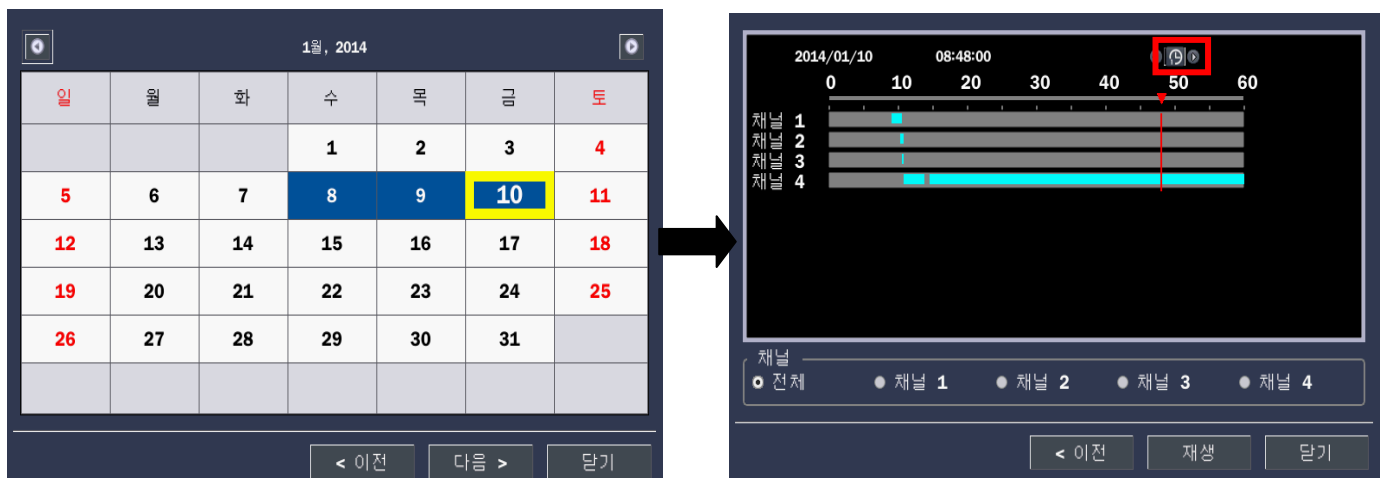 1월, 2014
일 월 화 수 목 금 토
1 2 3 4
5 6 7 8 9 10 11
12 13 14 15 16 17 18
19 20 21 22 23 24 25
26 27 28 29 30 31
< 이전 다음 > 닫기
2014/01/10 08:48:00
0 10 20 30 40 50 60
채널 1
채널 2
채널 3
채널 4
채널
전체 채널 1 채널 2 채널 3 채널 4
< 이전 재생 닫기